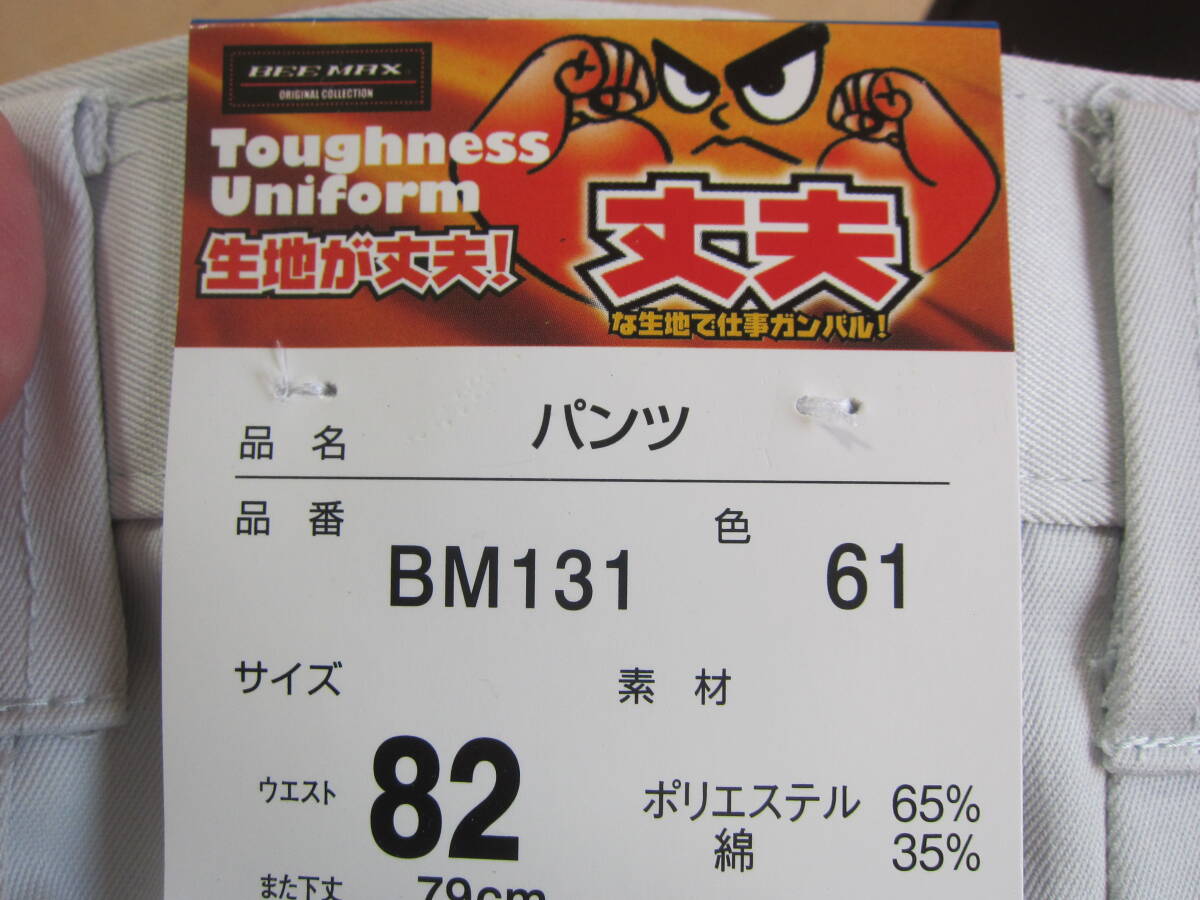 BEE MAX
ORIGINAL COLLECTION
Toughness
Uniform
生地が丈夫!
丈夫
な生地で仕事ガンバル!
品 名 パンツ
品 番 BM131 色 61
サイズ 素 材
ウエスト 82 ポリエステル 65%
綿 35%
また下丈 79cm